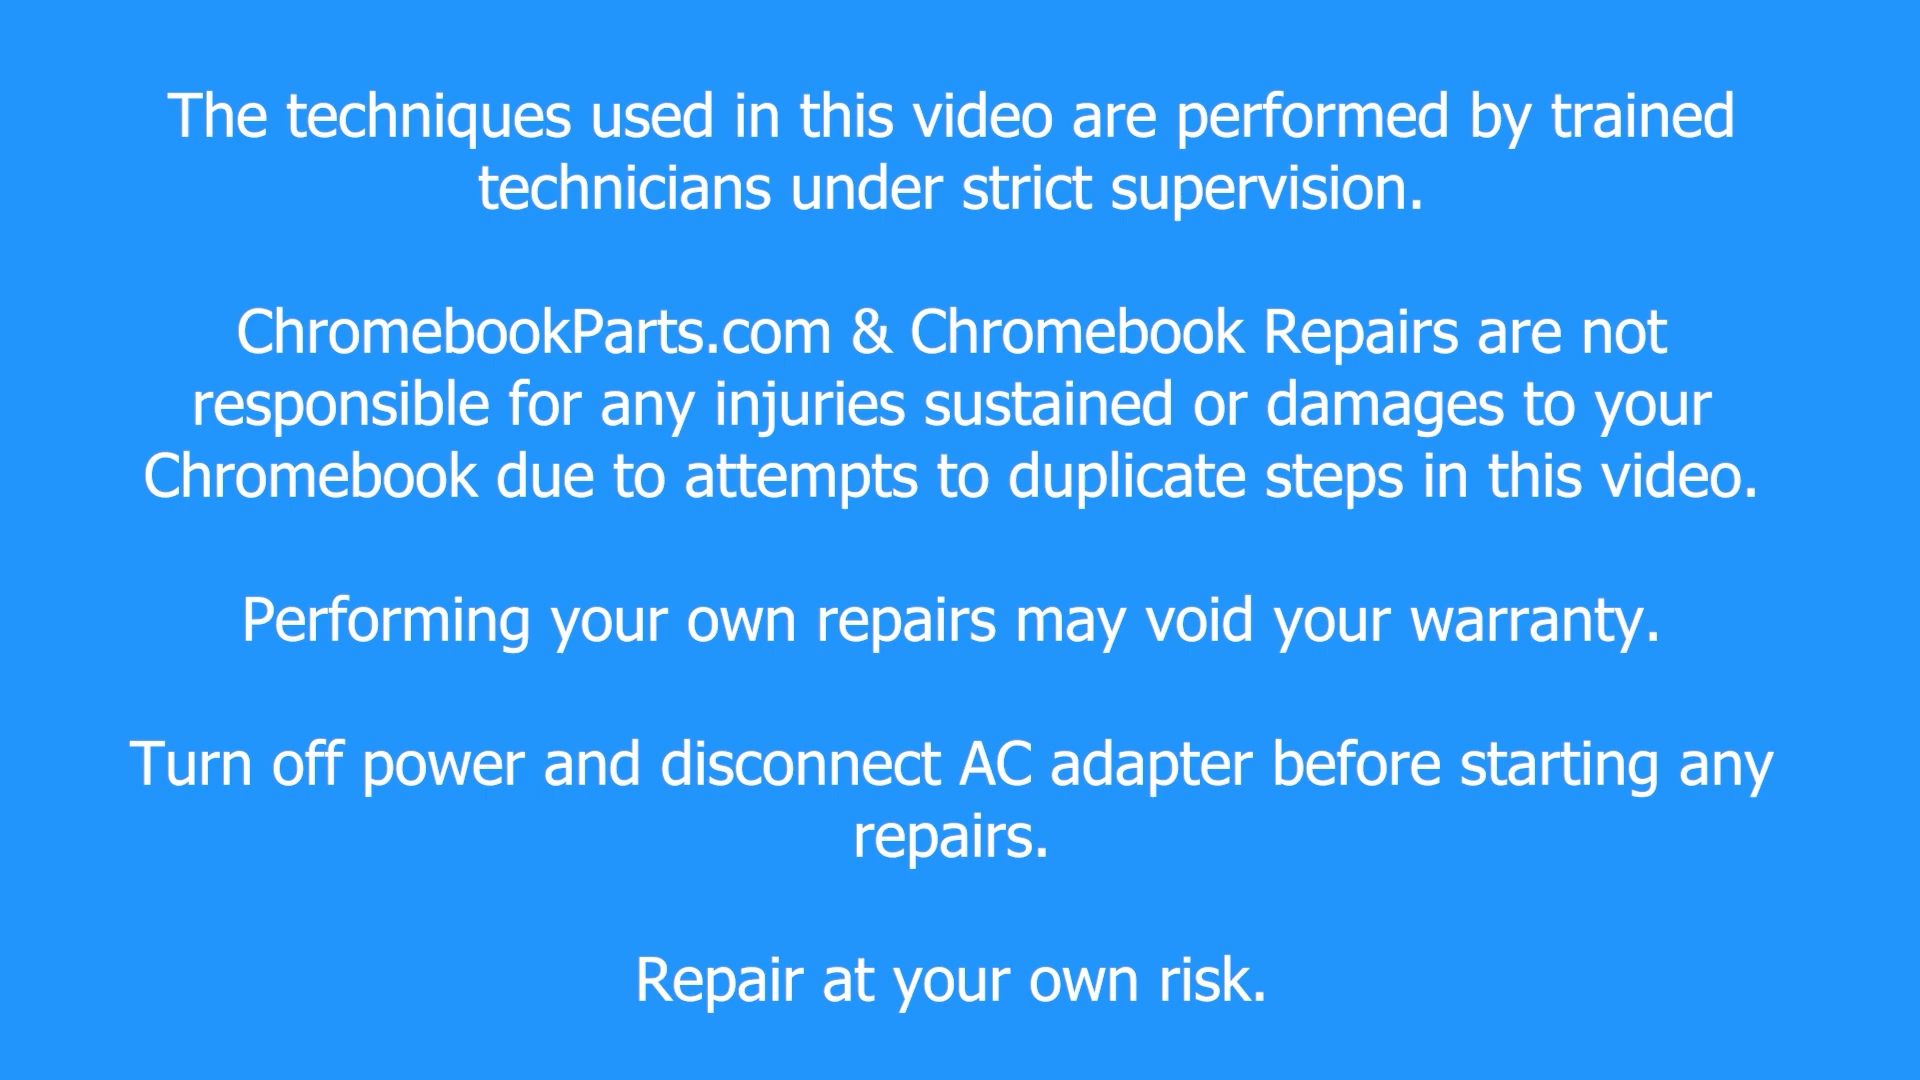 The techniques used in this video are performed by trained
technicians under strict supervision.
ChromebookParts.com & Chromebook Repairs are not
responsible for any injuries sustained or damages to your
Chromebook due to attempts to duplicate steps in this video.
Performing your own repairs may void your warranty.
Turn off power and disconnect AC adapter before starting any
repairs.
Repair at your own risk.